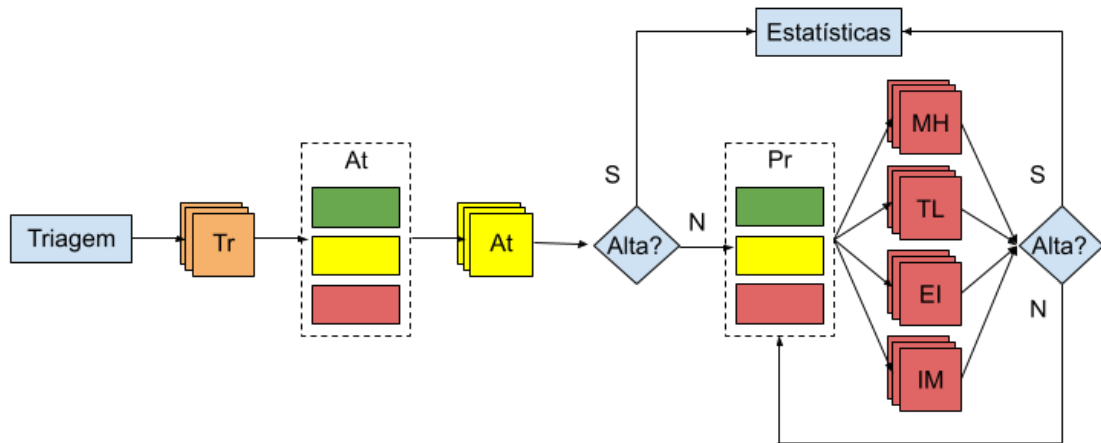 Estatísticas
Triagem
Tr
At
At
S
Alta?
N
Pr
MH
TL
EI
IM
S
Alta?
N